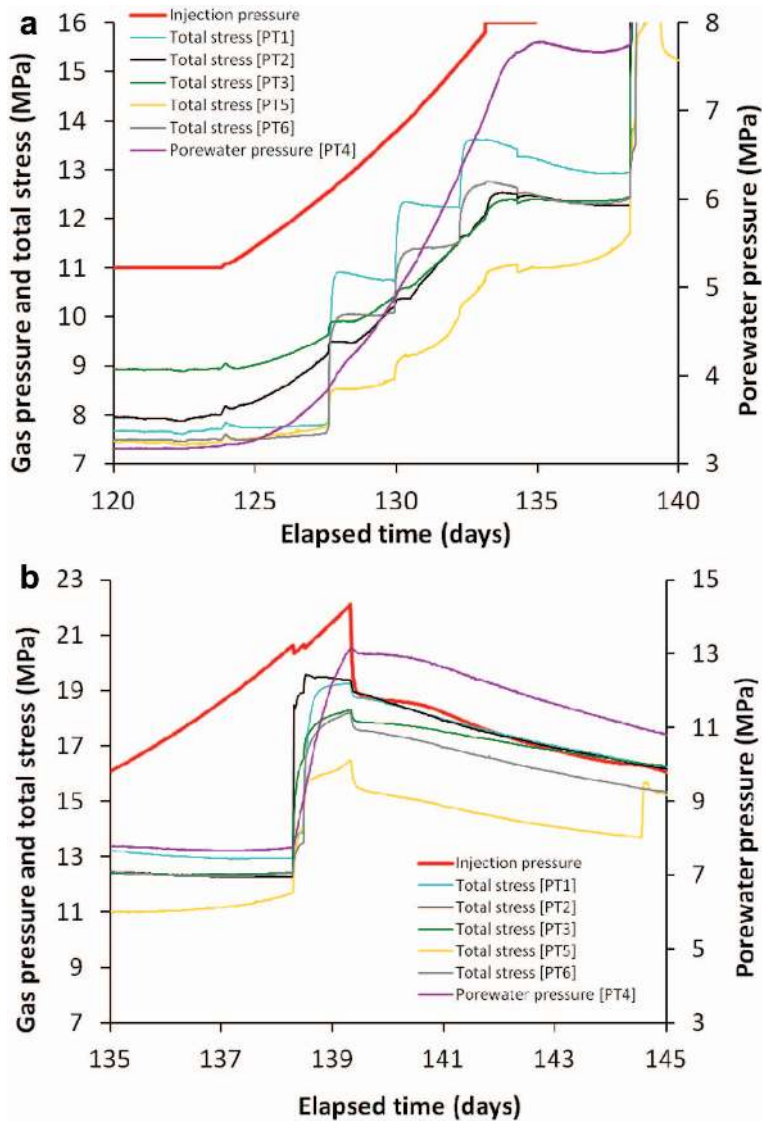 a
Injection pressure
Total stress [PT1]
Total stress [PT2]
Total stress [PT3]
Total stress [PT5]
Total stress [PT6]
Porewater pressure [PT4]
Gas pressure and total stress (MPa)
16
15
14
13
12
11
10
9
8
7
8
7
6
5
4
3
Porewater pressure (MPa)
120 125 130 135 140
Elapsed time (days)
b
Gas pressure and total stress (MPa)
23
21
19
17
15
13
11
9
7
15
13
11
9
7
5
3
Porewater pressure (MPa)
Injection pressure
Total stress [PT1]
Total stress [PT2]
Total stress [PT3]
Total stress [PT5]
Total stress [PT6]
Porewater pressure [PT4]
135 137 139 141 143 145
Elapsed time (days)